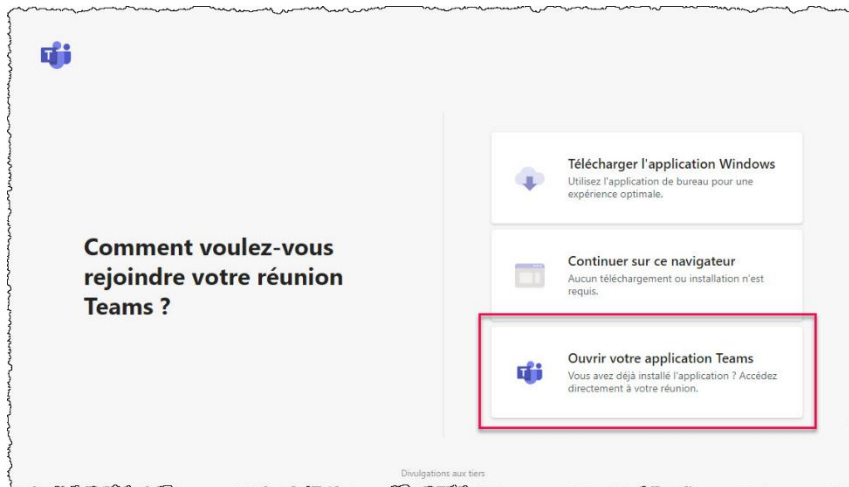 Comment voulez-vous
rejoindre votre réunion
Teams ?
Télécharger l'application Windows
Utilisez l'application de bureau pour une
expérience optimale.
Continuer sur ce navigateur
Aucun téléchargement ou installation n'est
requis.
Ouvrir votre application Teams
Vous avez déjà installé l'application ? Accédez
directement à votre réunion.
Divulgations aux tiers